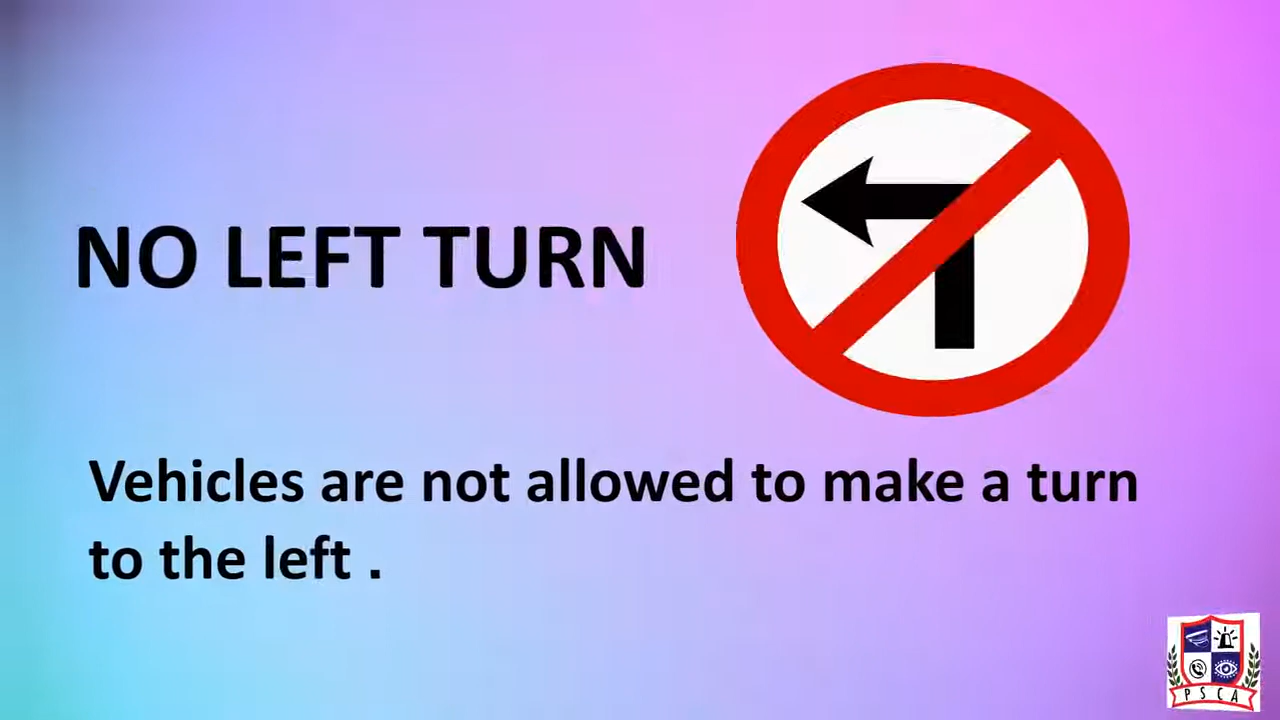 NO LEFT TURN
Vehicles are not allowed to make a turn
to the left .
PSCA